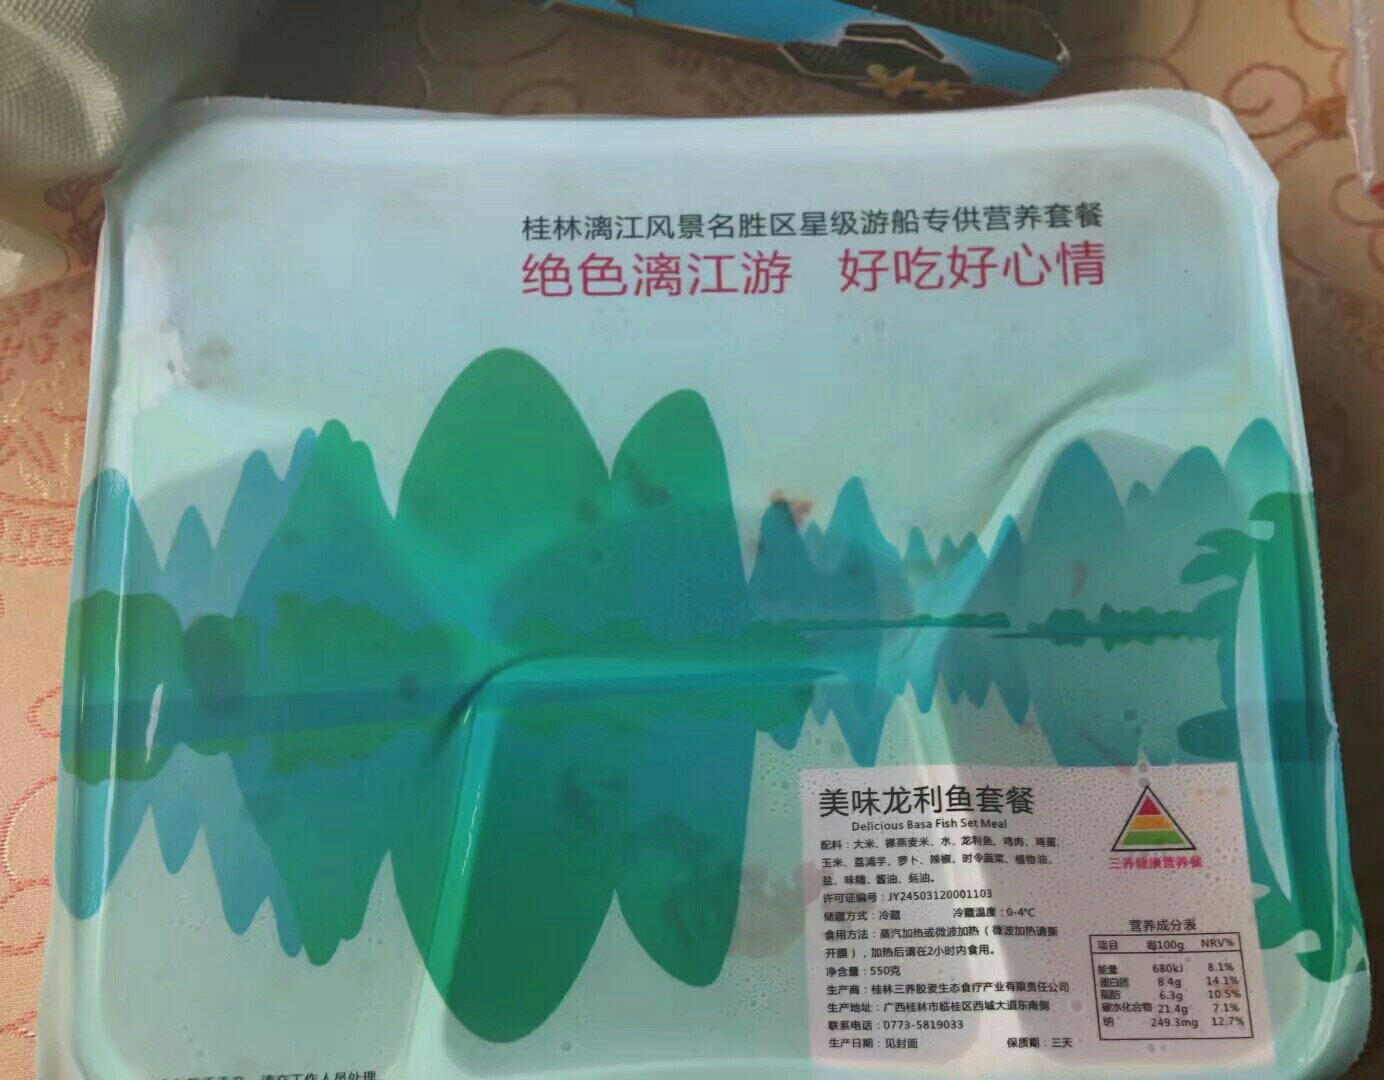 桂林漓江风景名胜区星级游船专供营养套餐
绝色漓江游 好吃好心情
美味龙利鱼套餐
Delicious Basa Fish Set Meal
配料：大米、裸燕麦米、水、龙利鱼、鸡肉、鸡蛋、
玉米、荔浦芋、萝卜、辣椒、时令蔬菜、植物油、
盐、味精、酱油、蚝油。
许可证编号：JY24503120001103
储藏方式：冷藏 冷藏温度：0-4℃
食用方法：蒸汽加热或微波加热（微波加热请撕
开膜），加热后请在2小时内食用。
净含量：550克
生产商：桂林三养胶麦生态食疗产业有限责任公司
生产地址：广西桂林市临桂区西城大道东南侧
联系电话：0773-5819033
生产日期：见封面 保质期：三天
三养健康营养餐
营养成分表
项目 每100g NRV%
能量 680kJ 8.1%
蛋白质 8.4g 14.1%
脂肪 6.3g 10.5%
碳水化合物 21.4g 7.1%
钠 249.3mg 12.7%
请交工作人员处理